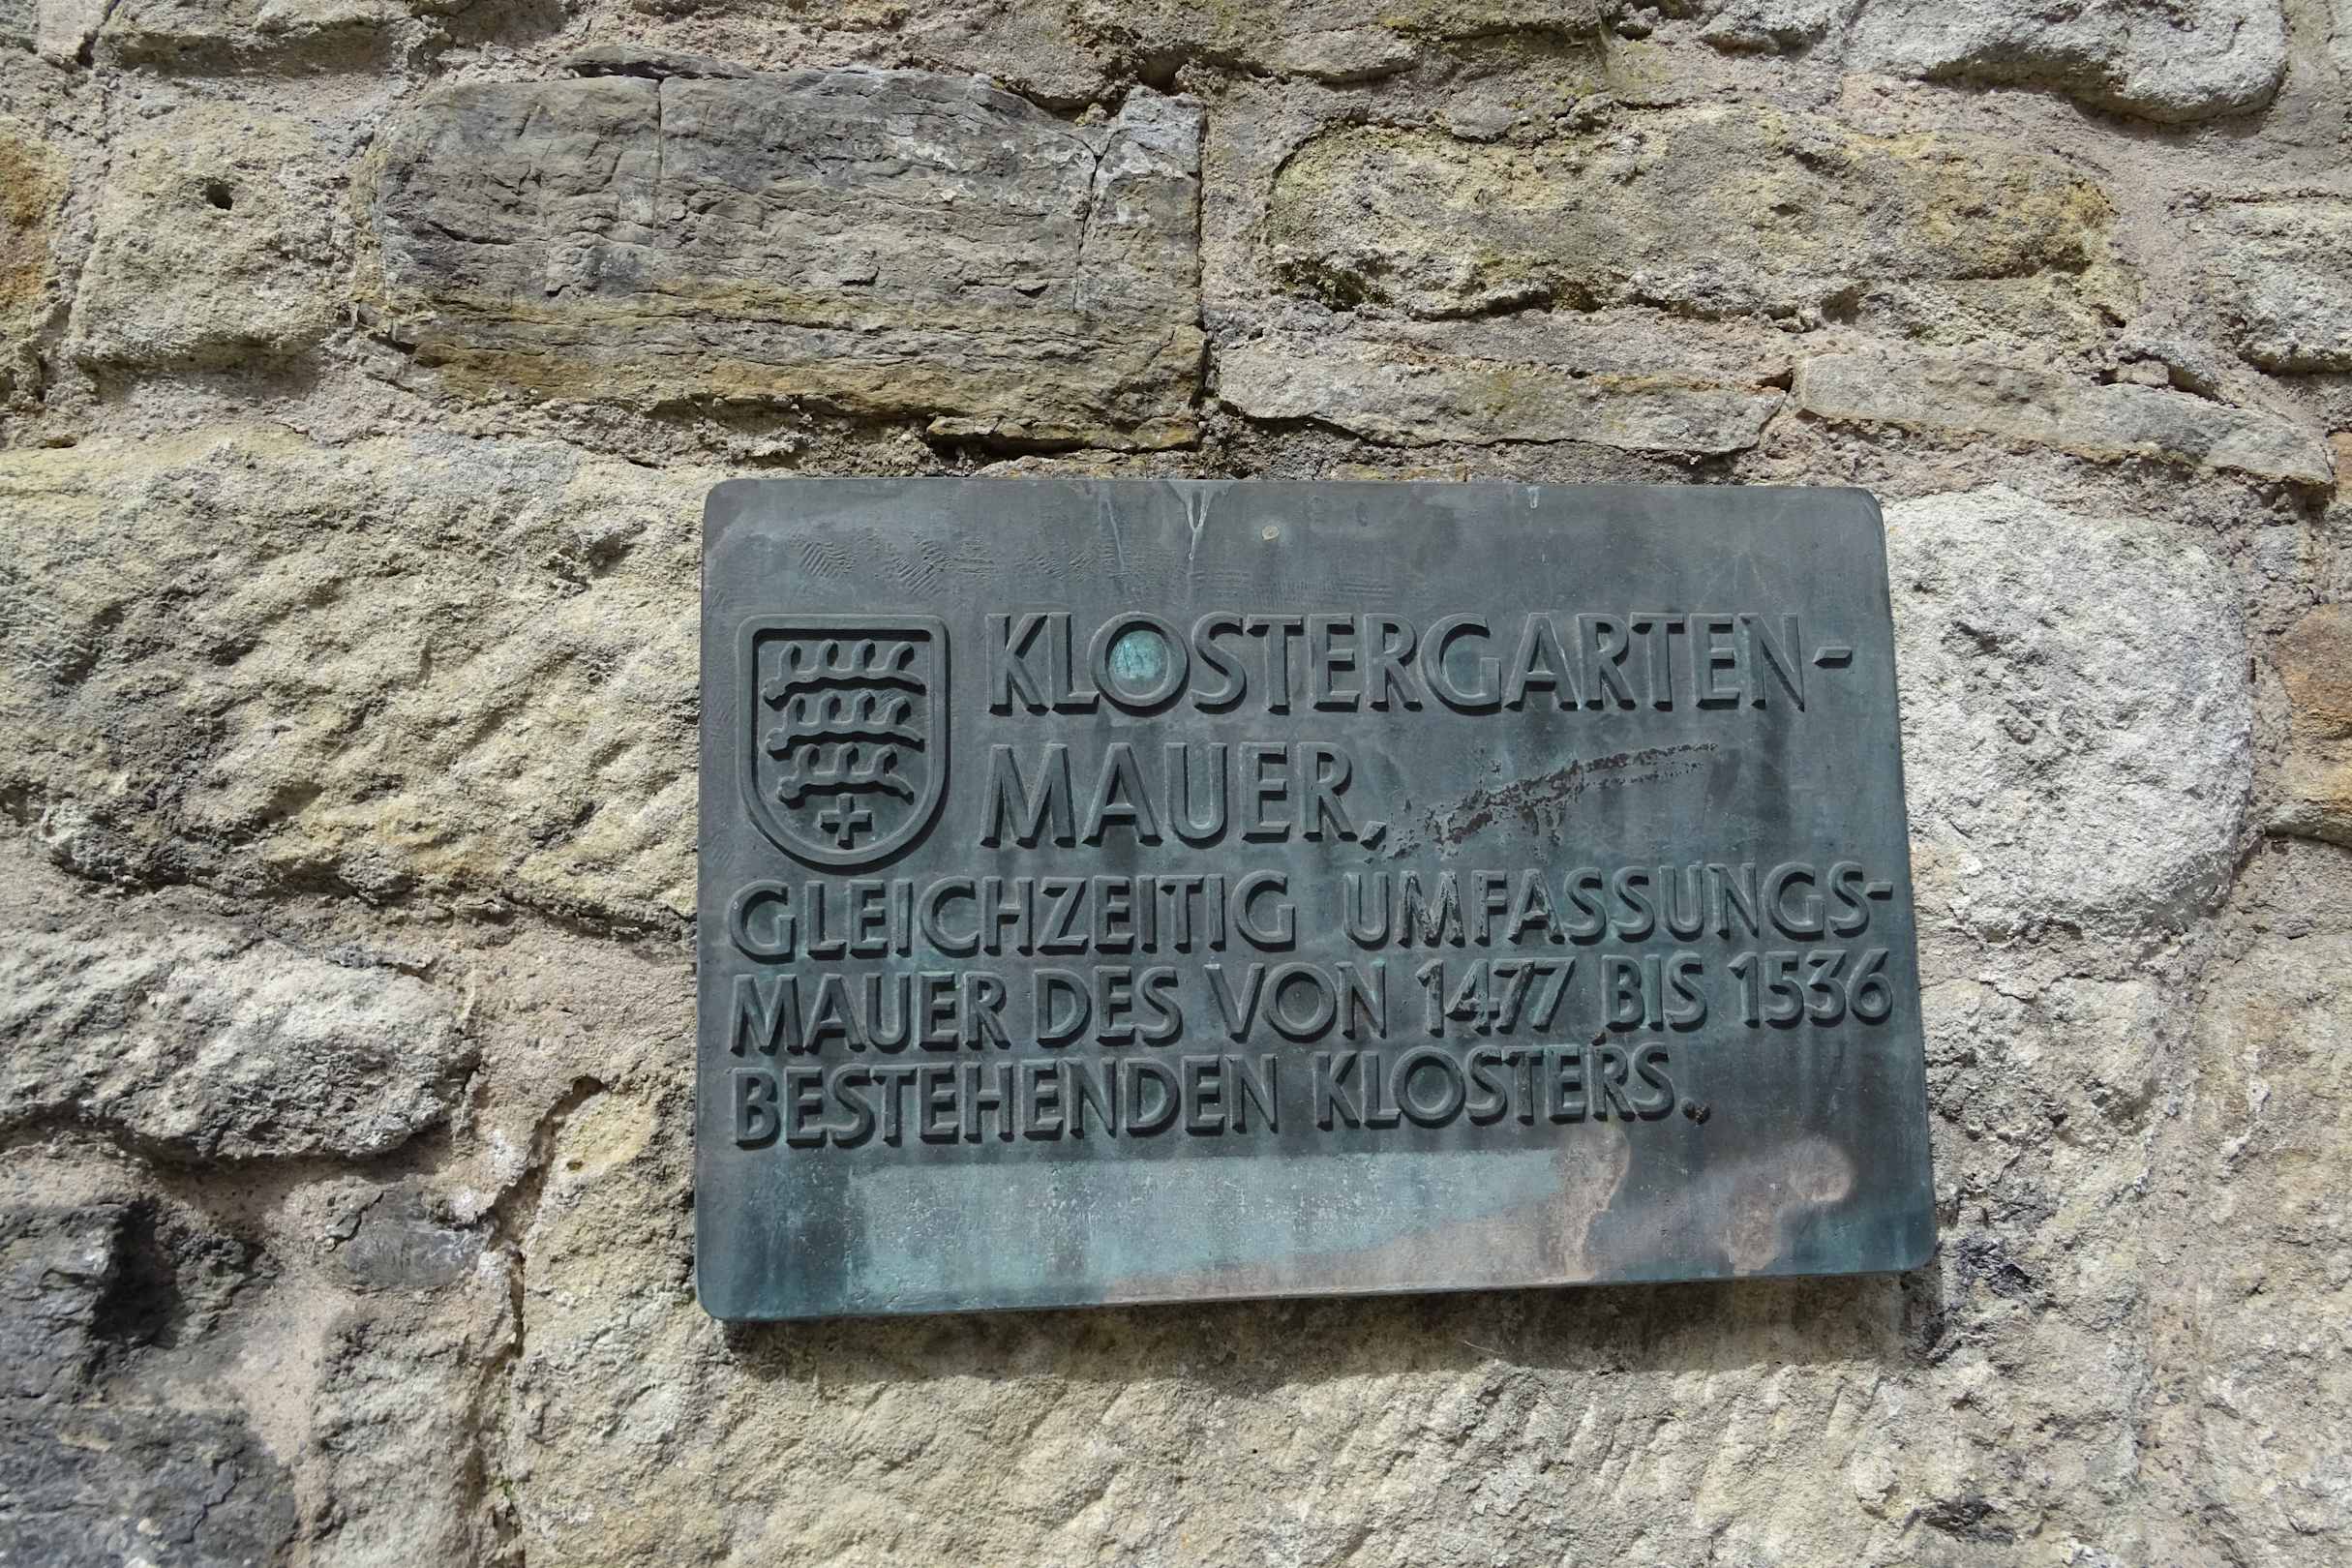 KLOSTERGARTEN-
MAUER,
GLEICHZEITIG UMFASSUNGS-
MAUER DES VON 1477 BIS 1536
BESTEHENDEN KLOSTERS.